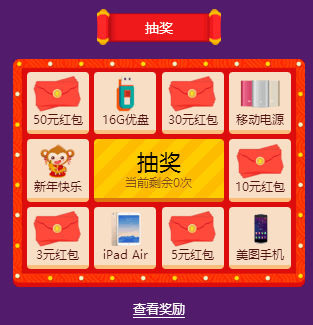 抽奖
50元红包 16G优盘 30元红包 移动电源
抽奖
当前剩余0次
新年快乐 10元红包
3元红包 iPad Air 5元红包 美图手机
查看奖励